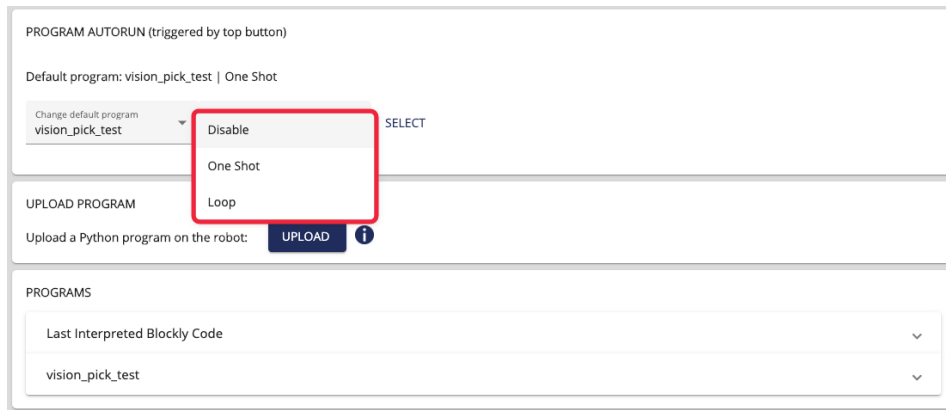 PROGRAM AUTORUN (triggered by top button)
Default program: vision_pick_test | One Shot
Change default program
vision_pick_test
Disable
SELECT
One Shot
Loop
UPLOAD PROGRAM
Upload a Python program on the robot:
UPLOAD
i
PROGRAMS
Last Interpreted Blockly Code
vision_pick_test